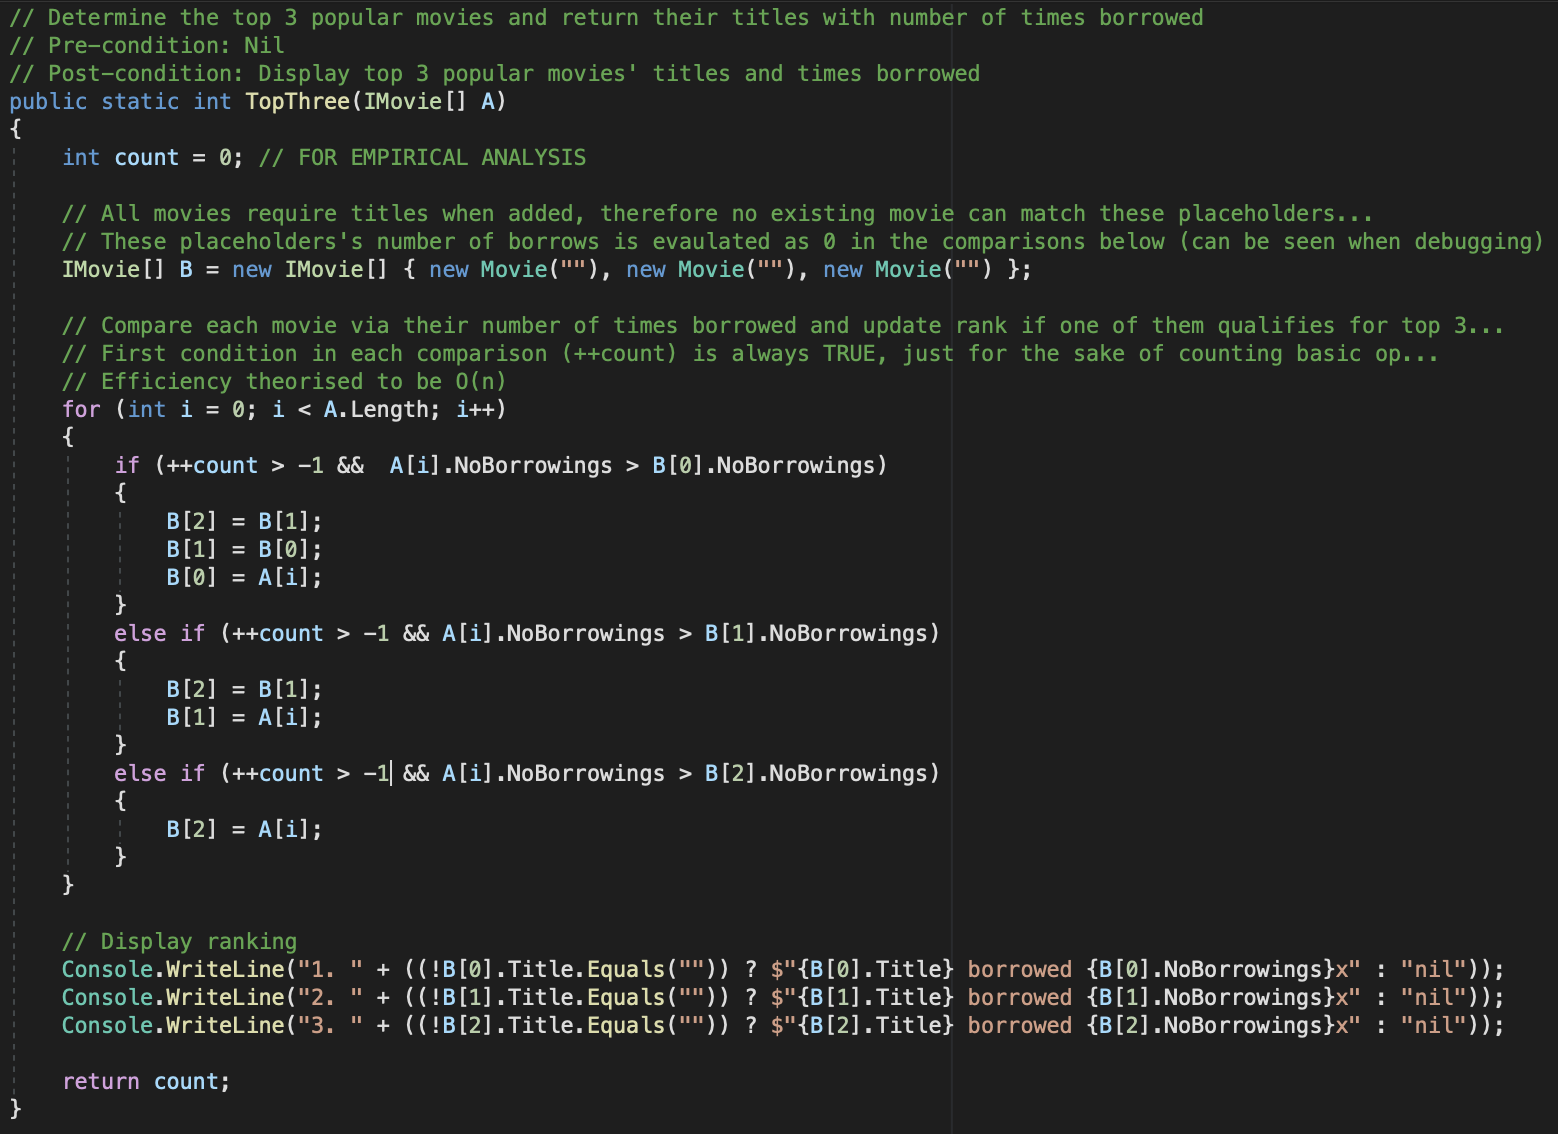 // Determine the top 3 popular movies and return their titles with number of times borrowed
// Pre-condition: Nil
// Post-condition: Display top 3 popular movies' titles and times borrowed
public static int TopThree(IMovie[] A)
{
    int count = 0; // FOR EMPIRICAL ANALYSIS

    // All movies require titles when added, therefore no existing movie can match these placeholders...
    // These placeholders's number of borrows is evaulated as 0 in the comparisons below (can be seen when debugging)
    IMovie[] B = new IMovie[] { new Movie(""), new Movie(""), new Movie("") };

    // Compare each movie via their number of times borrowed and update rank if one of them qualifies for top 3...
    // First condition in each comparison (++count) is always TRUE, just for the sake of counting basic op...
    // Efficiency theorised to be O(n)
    for (int i = 0; i < A.Length; i++)
    {
        if (++count > -1 &&  A[i].NoBorrowings > B[0].NoBorrowings)
        {
            B[2] = B[1];
            B[1] = B[0];
            B[0] = A[i];
        }
        else if (++count > -1 && A[i].NoBorrowings > B[1].NoBorrowings)
        {
            B[2] = B[1];
            B[1] = A[i];
        }
        else if (++count > -1 && A[i].NoBorrowings > B[2].NoBorrowings)
        {
            B[2] = A[i];
        }
    }

    // Display ranking
    Console.WriteLine("1. " + ((!B[0].Title.Equals("")) ? $"{B[0].Title} borrowed {B[0].NoBorrowings}x" : "nil"));
    Console.WriteLine("2. " + ((!B[1].Title.Equals("")) ? $"{B[1].Title} borrowed {B[1].NoBorrowings}x" : "nil"));
    Console.WriteLine("3. " + ((!B[2].Title.Equals("")) ? $"{B[2].Title} borrowed {B[2].NoBorrowings}x" : "nil"));

    return count;
}